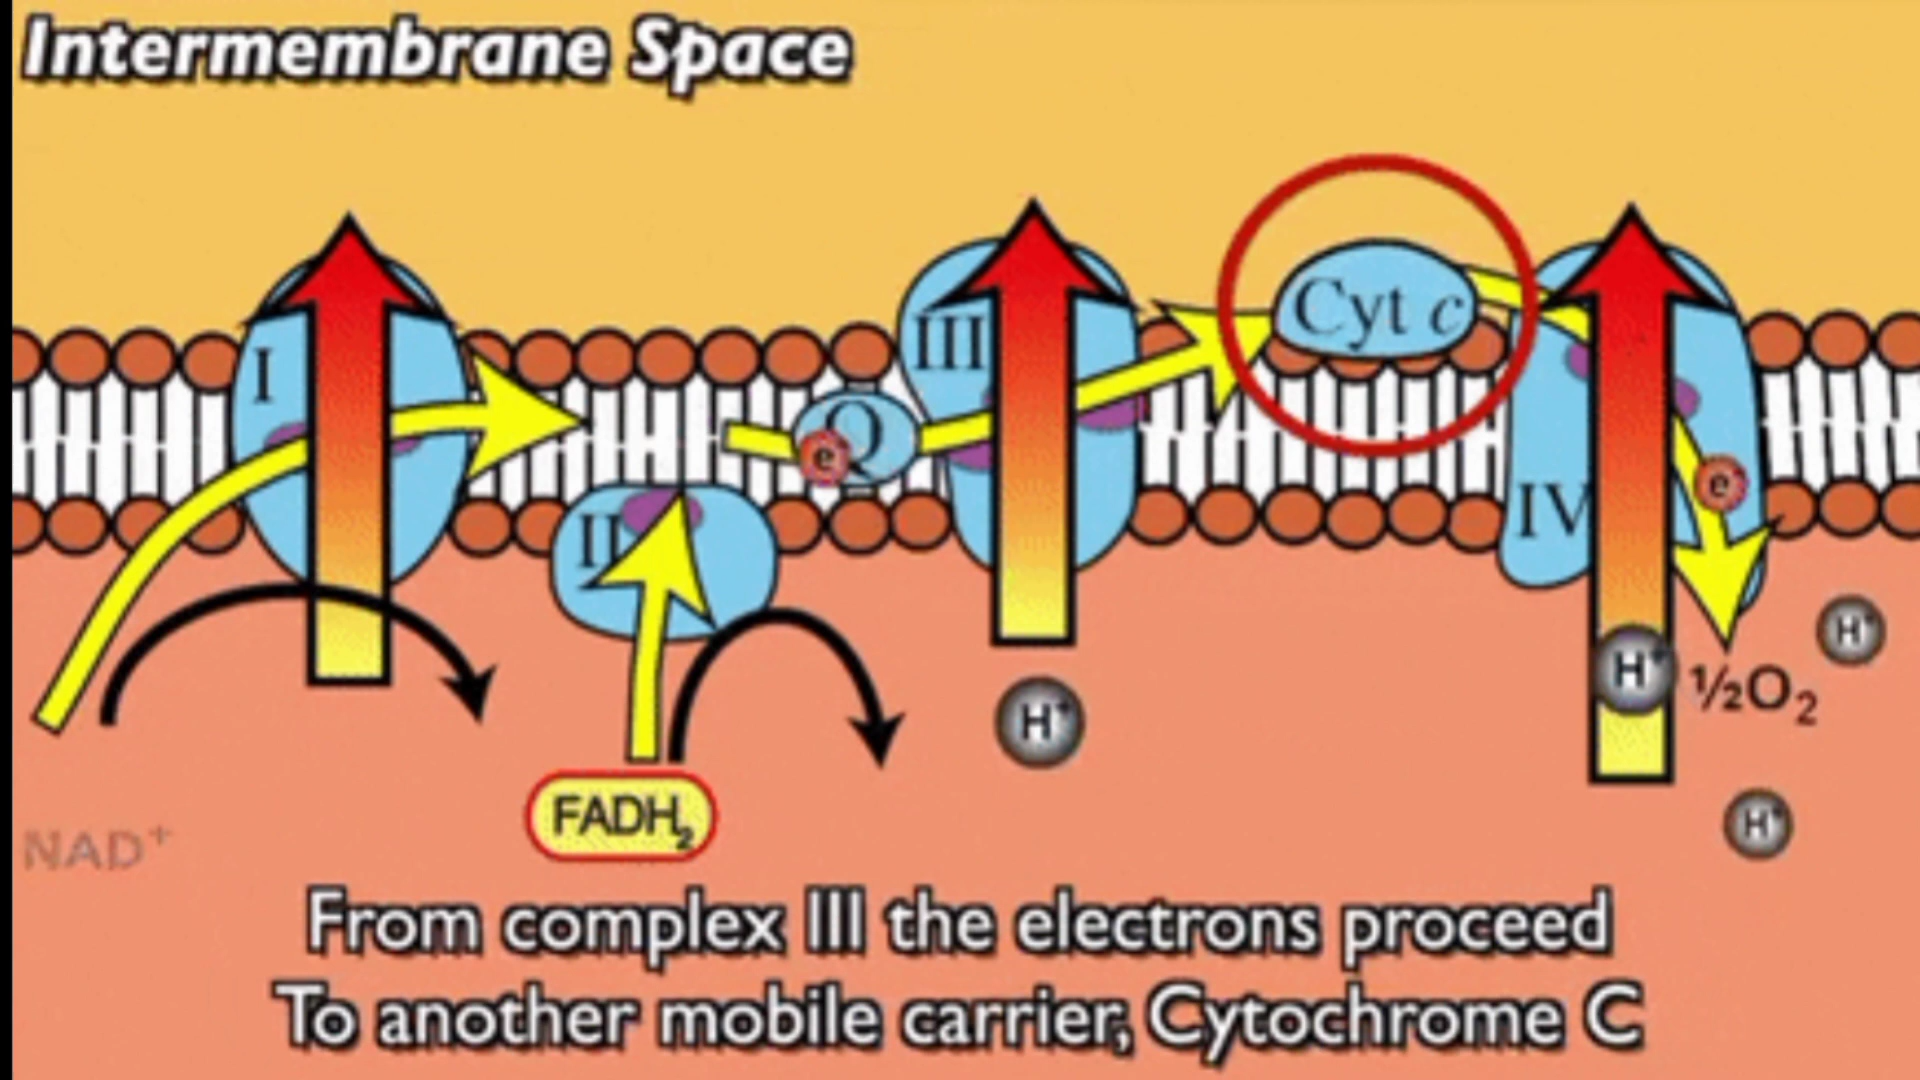 Intermembrane Space
I
II
III
IV
Q
e
Cyt c
e
H⁺
H⁺
H⁺
H⁺
½O₂
FADH₂
NAD⁺
From complex III the electrons proceed
To another mobile carrier, Cytochrome C